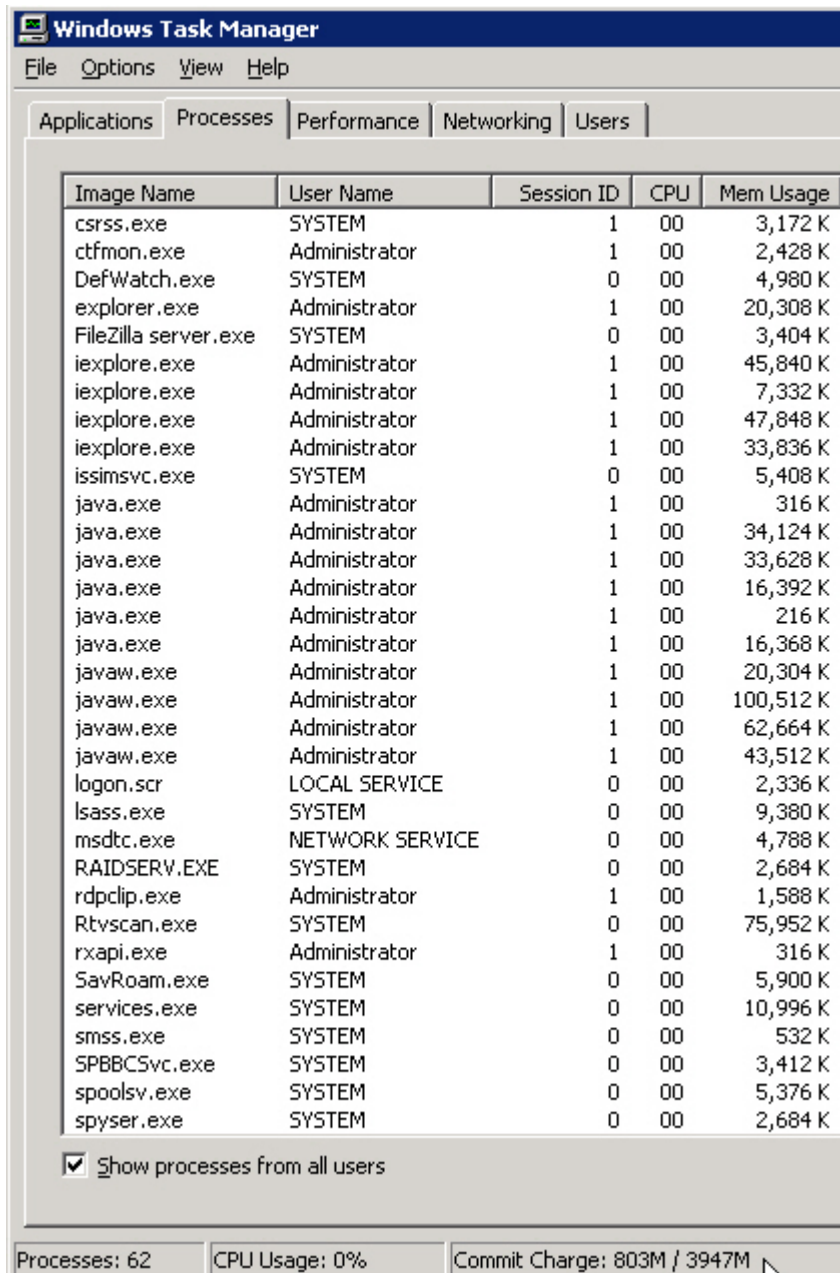 Windows Task Manager
File Options View Help
Applications Processes Performance Networking Users
Image Name User Name Session ID CPU Mem Usage
csrss.exe SYSTEM 1 00 3,172 K
ctfmon.exe Administrator 1 00 2,428 K
DefWatch.exe SYSTEM 0 00 4,980 K
explorer.exe Administrator 1 00 20,308 K
FileZilla server.exe SYSTEM 0 00 3,404 K
iexplore.exe Administrator 1 00 45,840 K
iexplore.exe Administrator 1 00 7,332 K
iexplore.exe Administrator 1 00 47,848 K
iexplore.exe Administrator 1 00 33,836 K
issimsvc.exe SYSTEM 0 00 5,408 K
java.exe Administrator 1 00 316 K
java.exe Administrator 1 00 34,124 K
java.exe Administrator 1 00 33,628 K
java.exe Administrator 1 00 16,392 K
java.exe Administrator 1 00 216 K
java.exe Administrator 1 00 16,368 K
javaw.exe Administrator 1 00 20,304 K
javaw.exe Administrator 1 00 100,512 K
javaw.exe Administrator 1 00 62,664 K
javaw.exe Administrator 1 00 43,512 K
logon.scr LOCAL SERVICE 0 00 2,336 K
lsass.exe SYSTEM 0 00 9,380 K
msdtc.exe NETWORK SERVICE 0 00 4,788 K
RAIDSERV.EXE SYSTEM 0 00 2,684 K
rdpclip.exe Administrator 1 00 1,588 K
Rtvscan.exe SYSTEM 0 00 75,952 K
rxapi.exe Administrator 1 00 316 K
SavRoam.exe SYSTEM 0 00 5,900 K
services.exe SYSTEM 0 00 10,996 K
smss.exe SYSTEM 0 00 532 K
SPBBCSvc.exe SYSTEM 0 00 3,412 K
spoolsv.exe SYSTEM 0 00 5,376 K
spyser.exe SYSTEM 0 00 2,684 K
Show processes from all users
Processes: 62 CPU Usage: 0% Commit Charge: 803M / 3947M